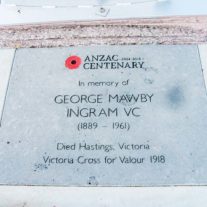 ANZAC 2014-2018
CENTENARY
In memory of
GEORGE MAWBY
INGRAM VC
(1889 - 1961)
Died Hastings, Victoria
Victoria Cross for Valour 1918